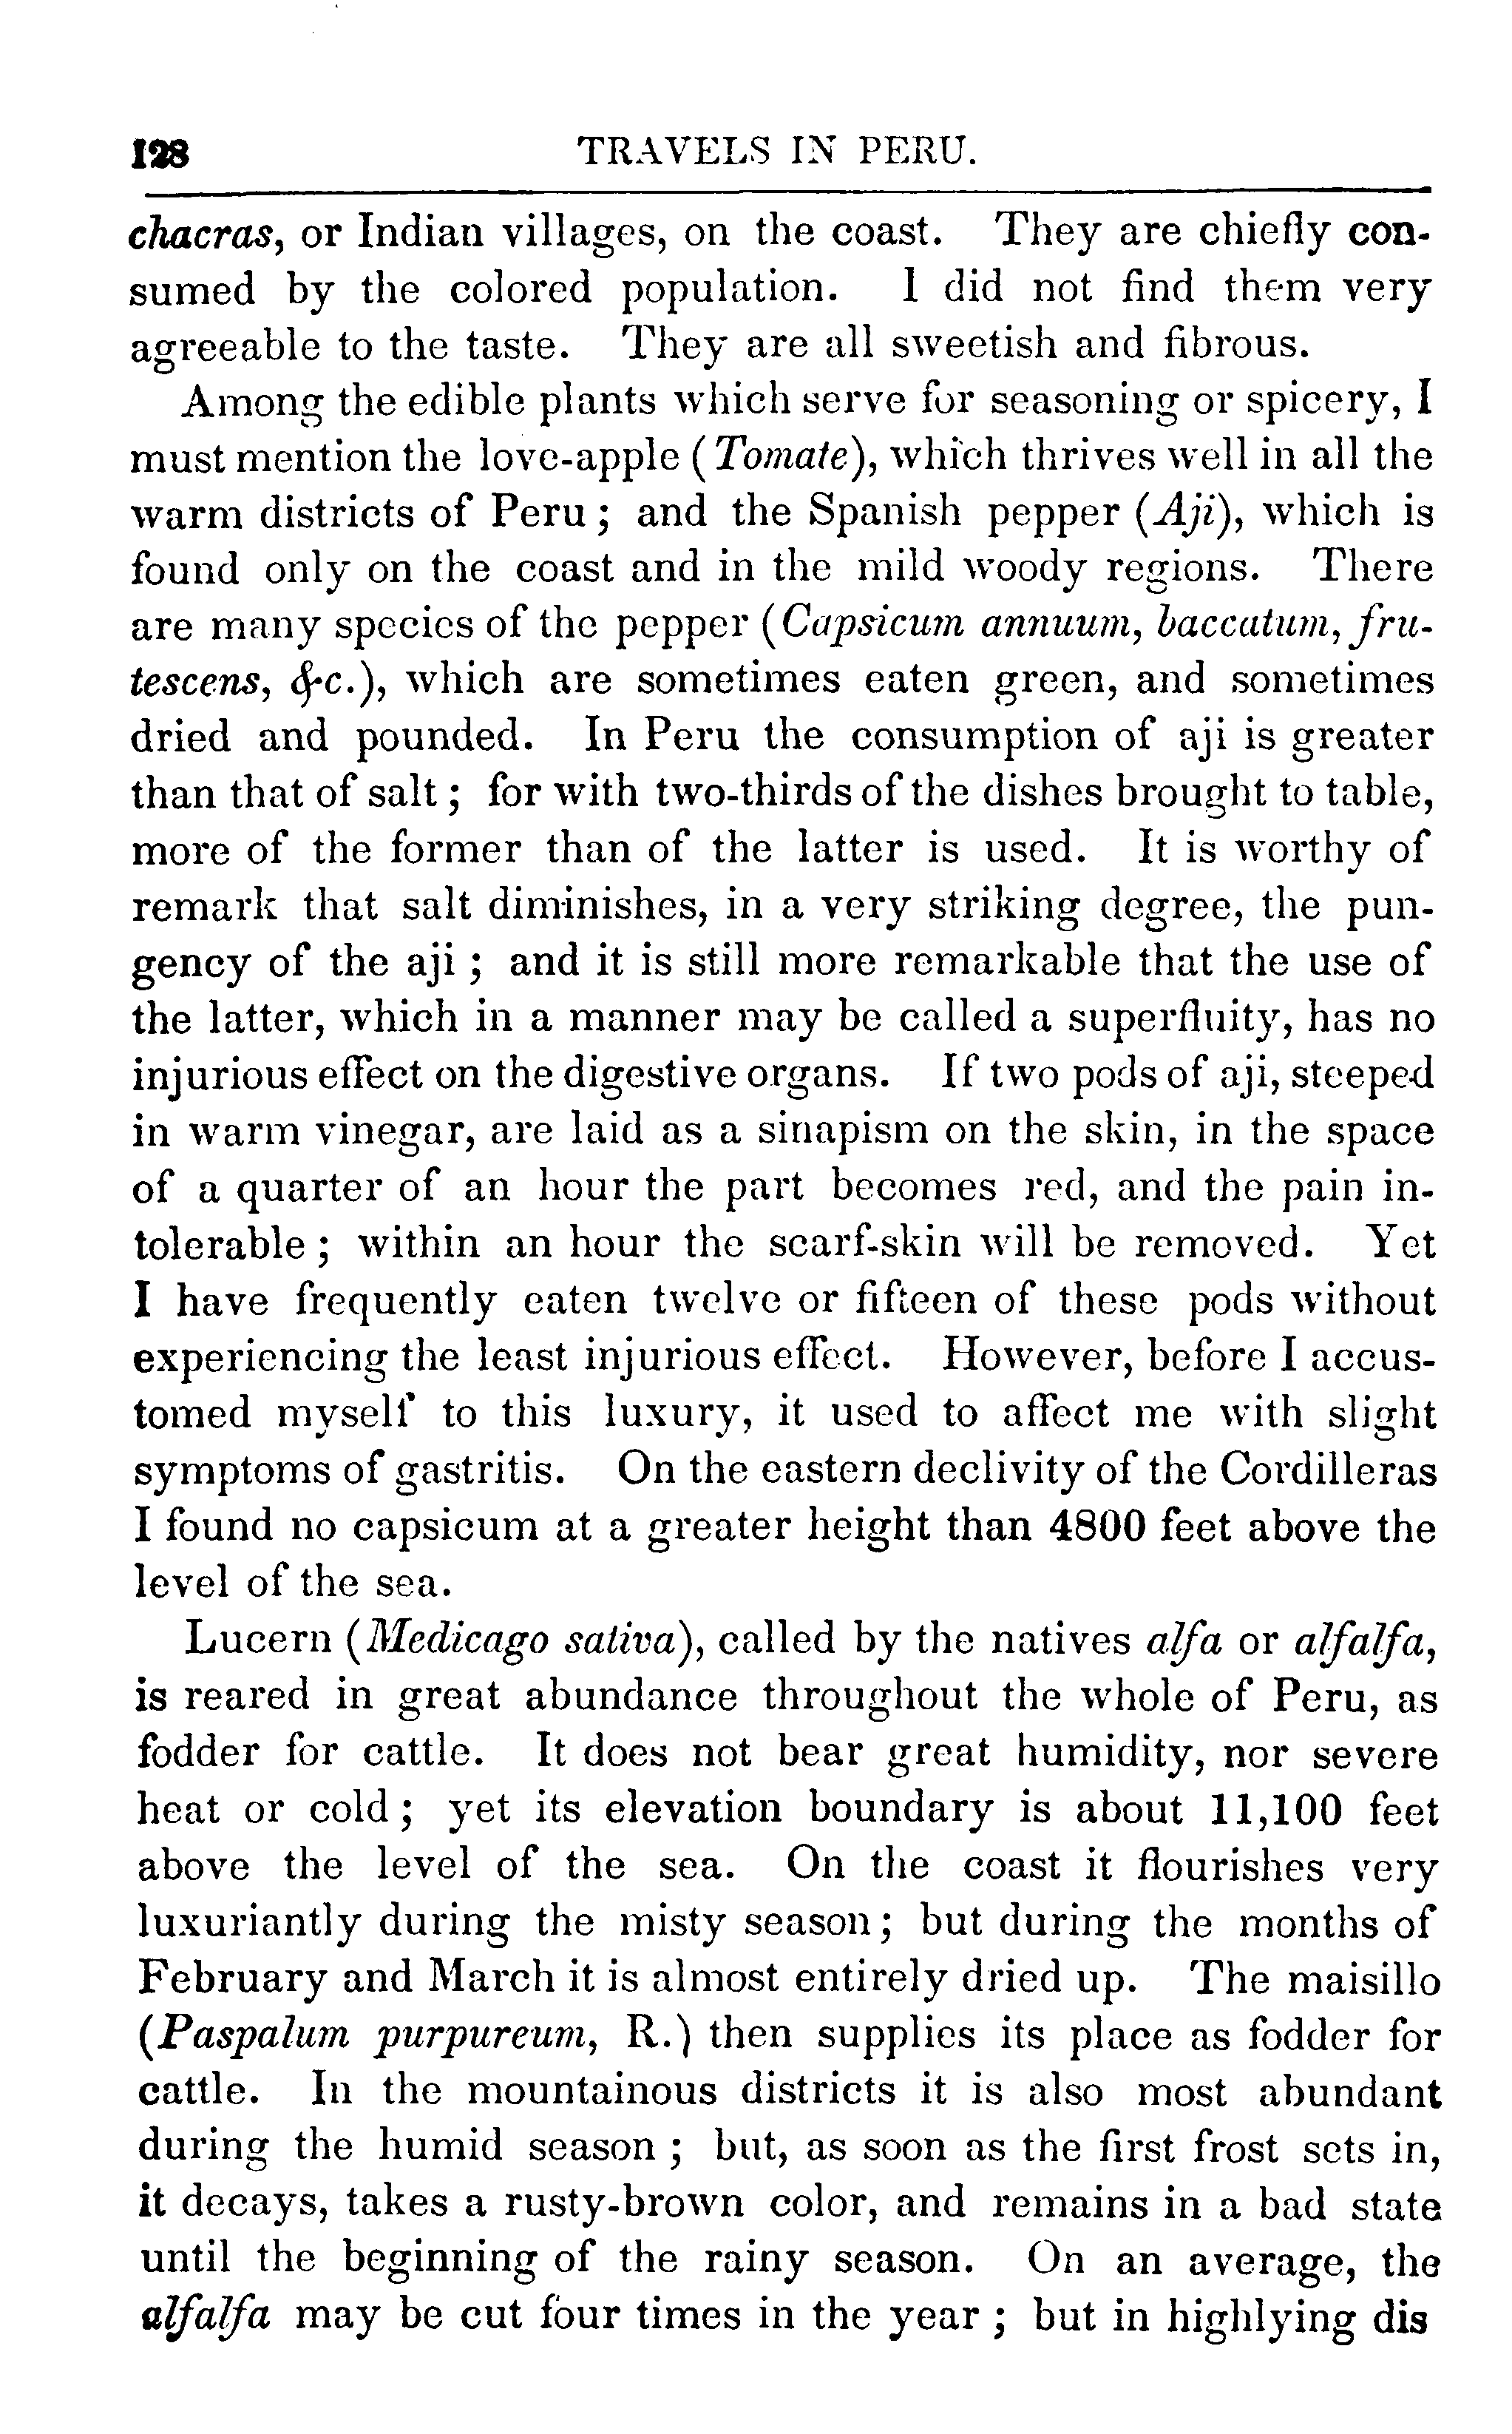 128 TRAVELS IN PERU.
chacras, or Indian villages, on the coast. They are chiefly con-
sumed by the colored population. I did not find them very
agreeable to the taste. They are all sweetish and fibrous.
Among the edible plants which serve for seasoning or spicery, I
must mention the love-apple (Tomate), which thrives well in all the
warm districts of Peru; and the Spanish pepper (Aji), which is
found only on the coast and in the mild woody regions. There
are many species of the pepper (Capsicum annuum, baccatum, fru-
tescens, &c.), which are sometimes eaten green, and sometimes
dried and pounded. In Peru the consumption of aji is greater
than that of salt; for with two-thirds of the dishes brought to table,
more of the former than of the latter is used. It is worthy of
remark that salt diminishes, in a very striking degree, the pun-
gency of the aji; and it is still more remarkable that the use of
the latter, which in a manner may be called a superfluity, has no
injurious effect on the digestive organs. If two pods of aji, steeped
in warm vinegar, are laid as a sinapism on the skin, in the space
of a quarter of an hour the part becomes red, and the pain in-
tolerable; within an hour the scarf-skin will be removed. Yet
I have frequently eaten twelve or fifteen of these pods without
experiencing the least injurious effect. However, before I accus-
tomed myself to this luxury, it used to affect me with slight
symptoms of gastritis. On the eastern declivity of the Cordilleras
I found no capsicum at a greater height than 4800 feet above the
level of the sea.
Lucern (Medicago sativa), called by the natives alfa or alfalfa,
is reared in great abundance throughout the whole of Peru, as
fodder for cattle. It does not bear great humidity, nor severe
heat or cold; yet its elevation boundary is about 11,100 feet
above the level of the sea. On the coast it flourishes very
luxuriantly during the misty season; but during the months of
February and March it is almost entirely dried up. The maisillo
(Paspalum purpureum, R.) then supplies its place as fodder for
cattle. In the mountainous districts it is also most abundant
during the humid season; but, as soon as the first frost sets in,
it decays, takes a rusty-brown color, and remains in a bad state
until the beginning of the rainy season. On an average, the
alfalfa may be cut four times in the year; but in highlying dis